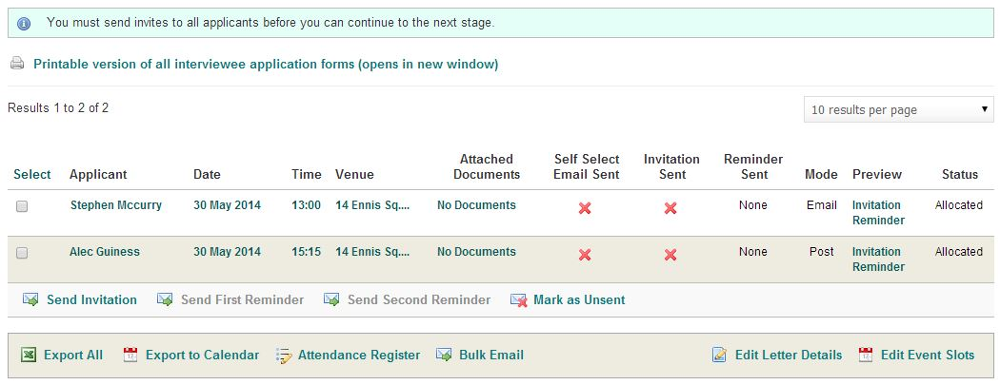 You must send invites to all applicants before you can continue to the next stage.
Printable version of all interviewee application forms (opens in new window)
Results 1 to 2 of 2
10 results per page
Select Applicant Date Time Venue Attached Documents Self Select Email Sent Invitation Sent Reminder Sent Mode Preview Status
Stephen Mccurry 30 May 2014 13:00 14 Ennis Sq.... No Documents None Email Invitation Reminder Allocated
Alec Guiness 30 May 2014 15:15 14 Ennis Sq.... No Documents None Post Invitation Reminder Allocated
Send Invitation Send First Reminder Send Second Reminder Mark as Unsent
Export All Export to Calendar Attendance Register Bulk Email Edit Letter Details Edit Event Slots